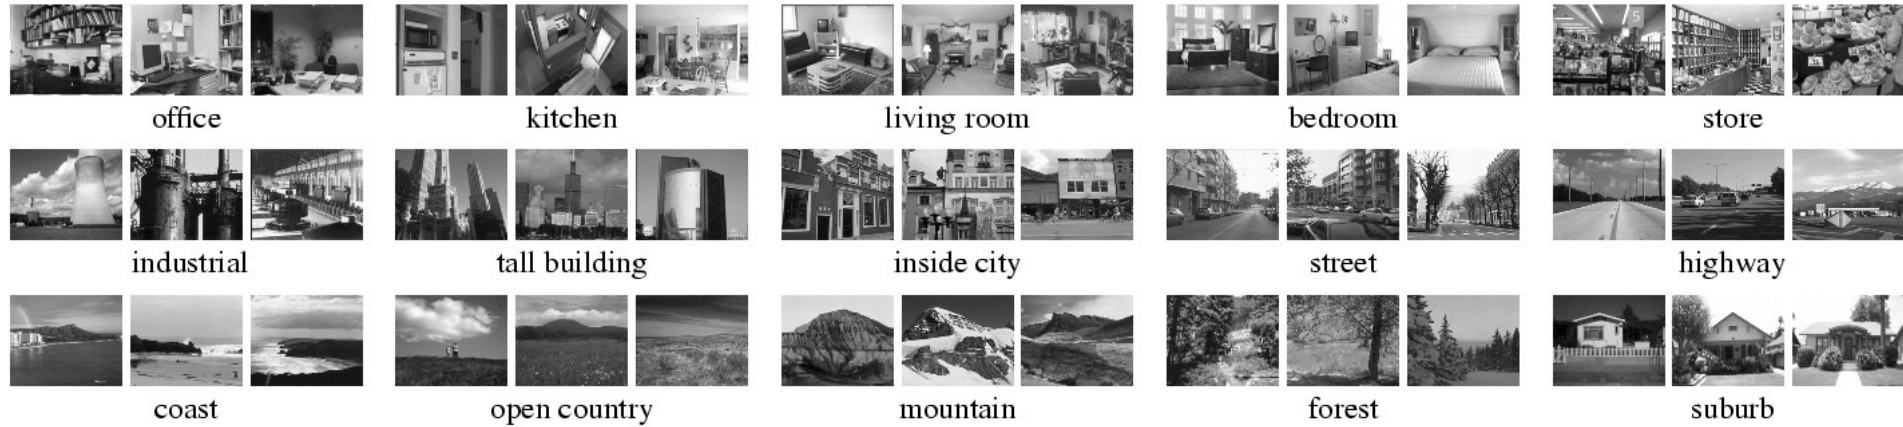 office kitchen living room bedroom store
industrial tall building inside city street highway
coast open country mountain forest suburb